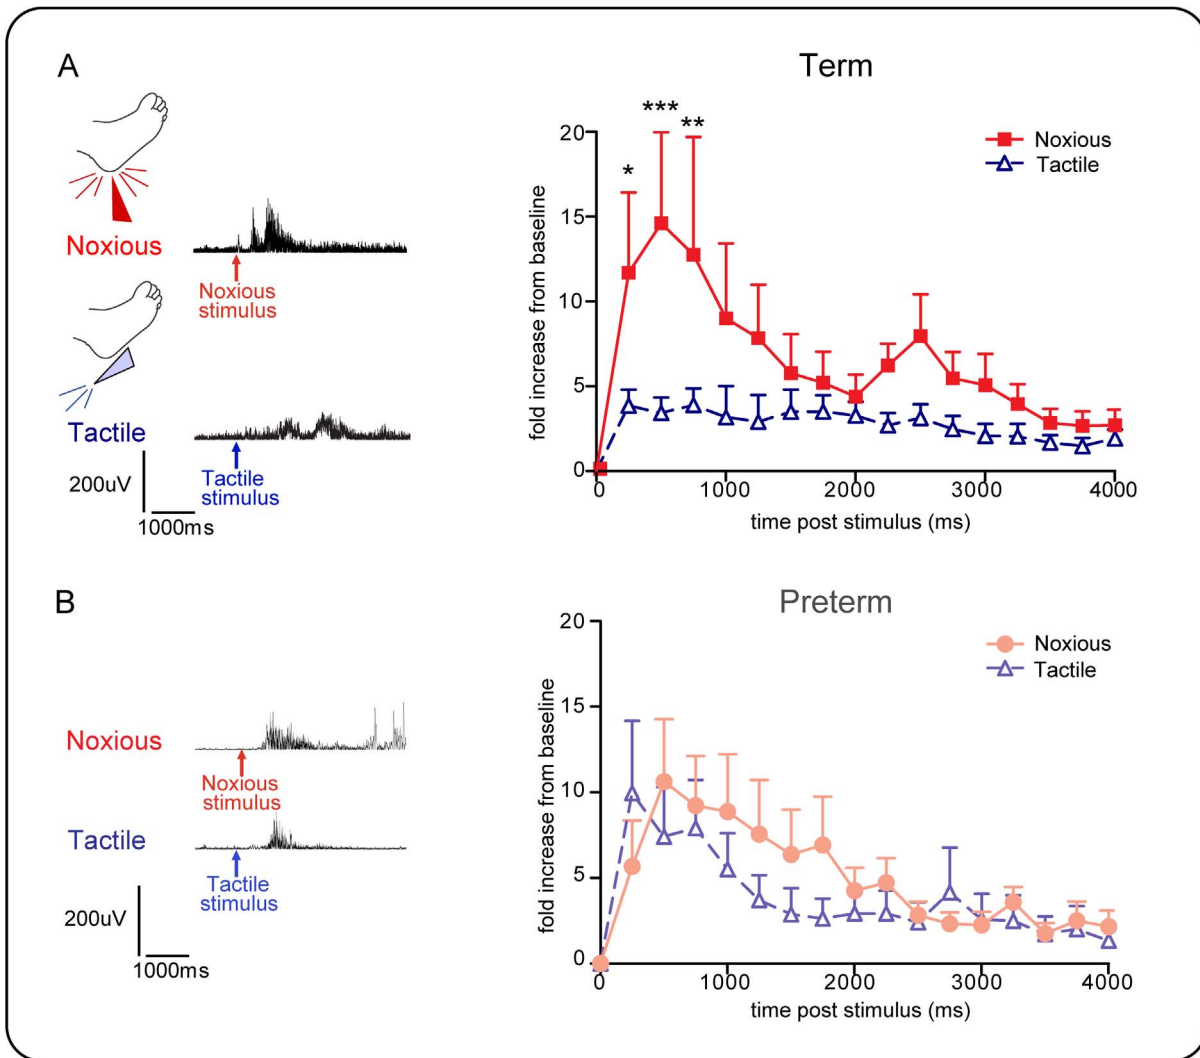 A
Noxious
Noxious
stimulus
Tactile
Tactile
stimulus
200uV
1000ms
Term
***
**
*
Noxious
Tactile
fold increase from baseline
20
15
10
5
0
0 1000 2000 3000 4000
time post stimulus (ms)
B
Noxious
Noxious
stimulus
Tactile
Tactile
stimulus
200uV
1000ms
Preterm
Noxious
Tactile
fold increase from baseline
20
15
10
5
0
0 1000 2000 3000 4000
time post stimulus (ms)